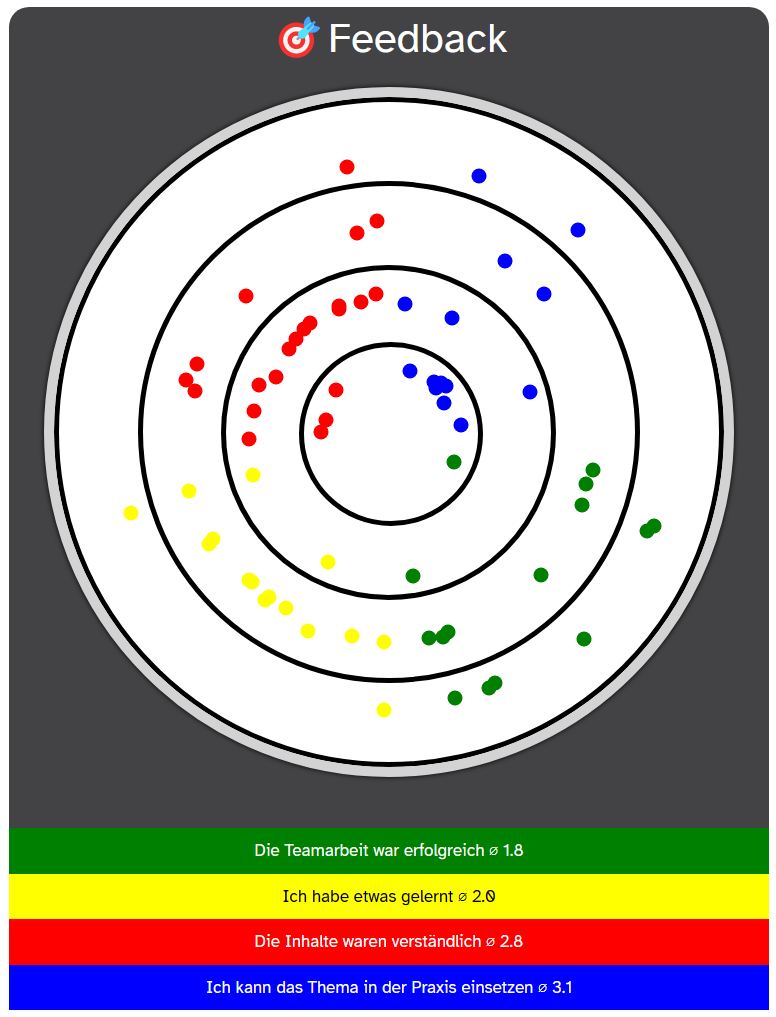 Feedback
Die Teamarbeit war erfolgreich ⌀ 1.8
Ich habe etwas gelernt ⌀ 2.0
Die Inhalte waren verständlich ⌀ 2.8
Ich kann das Thema in der Praxis einsetzen ⌀ 3.1